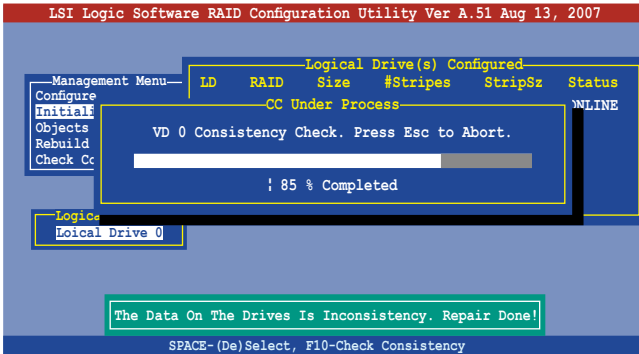 LSI Logic Software RAID Configuration Utility Ver A.51 Aug 13, 2007
Logical Drive(s) Configured
LD RAID Size #Stripes StripSz Status
ONLINE
Management Menu
Configure
Initiali
Objects
Rebuild
Check Co
CC Under Process
VD 0 Consistency Check. Press Esc to Abort.
¦ 85 % Completed
Logica
Loical Drive 0
The Data On The Drives Is Inconsistency. Repair Done!
SPACE-(De)Select, F10-Check Consistency